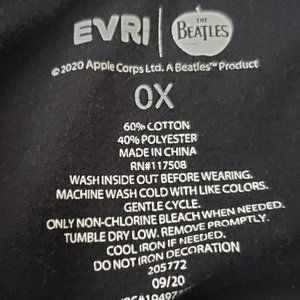 EVRI THE BEATLES
©2020 Apple Corps Ltd. A Beatles™ Product
0X
60% COTTON
40% POLYESTER
MADE IN CHINA
RN#117508
WASH INSIDE OUT BEFORE WEARING.
MACHINE WASH COLD WITH LIKE COLORS.
GENTLE CYCLE.
ONLY NON-CHLORINE BLEACH WHEN NEEDED.
TUMBLE DRY LOW. REMOVE PROMPTLY.
COOL IRON IF NEEDED.
DO NOT IRON DECORATION
205772
09/20